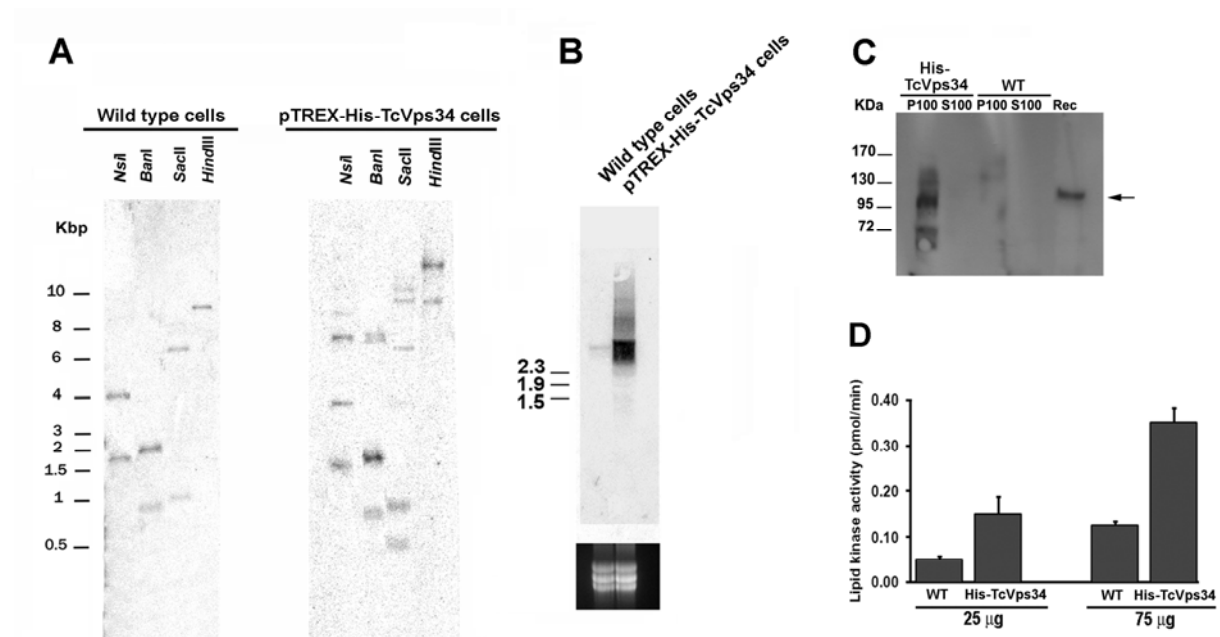 A
Wild type cells
pTREX-His-TcVps34 cells
NsiI
BanI
SacII
HindIII
NsiI
BanI
SacII
HindIII
Kbp
10
8
6
4
3
2
1.5
1
0.5
B
Wild type cells
pTREX-His-TcVps34 cells
2.3
1.9
1.5
C
His-
TcVps34 WT
KDa P100 S100 P100 S100 Rec
170
130
95
72
D
Lipid kinase activity (pmol/min)
0.40
0.30
0.20
0.10
0.00
WT His-TcVps34 WT His-TcVps34
25 µg 75 µg